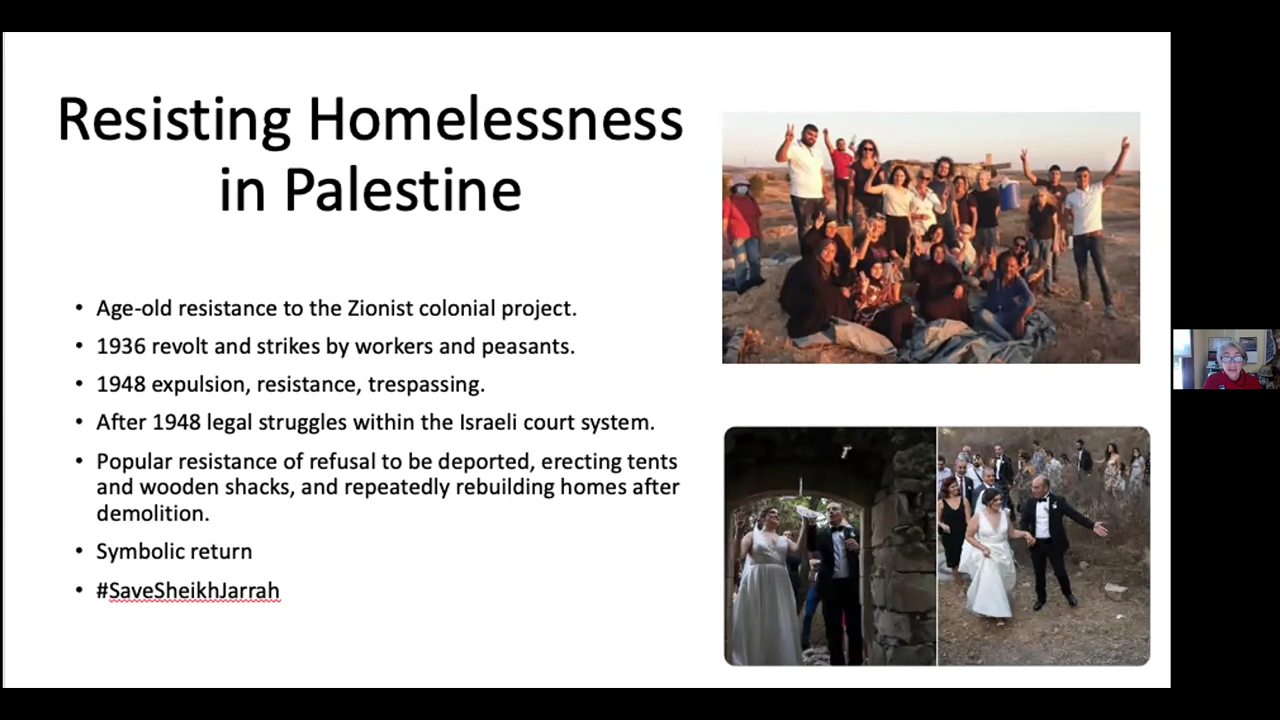 Resisting Homelessness
in Palestine
• Age-old resistance to the Zionist colonial project.
• 1936 revolt and strikes by workers and peasants.
• 1948 expulsion, resistance, trespassing.
• After 1948 legal struggles within the Israeli court system.
• Popular resistance of refusal to be deported, erecting tents
and wooden shacks, and repeatedly rebuilding homes after
demolition.
• Symbolic return
• #SaveSheikhJarrah